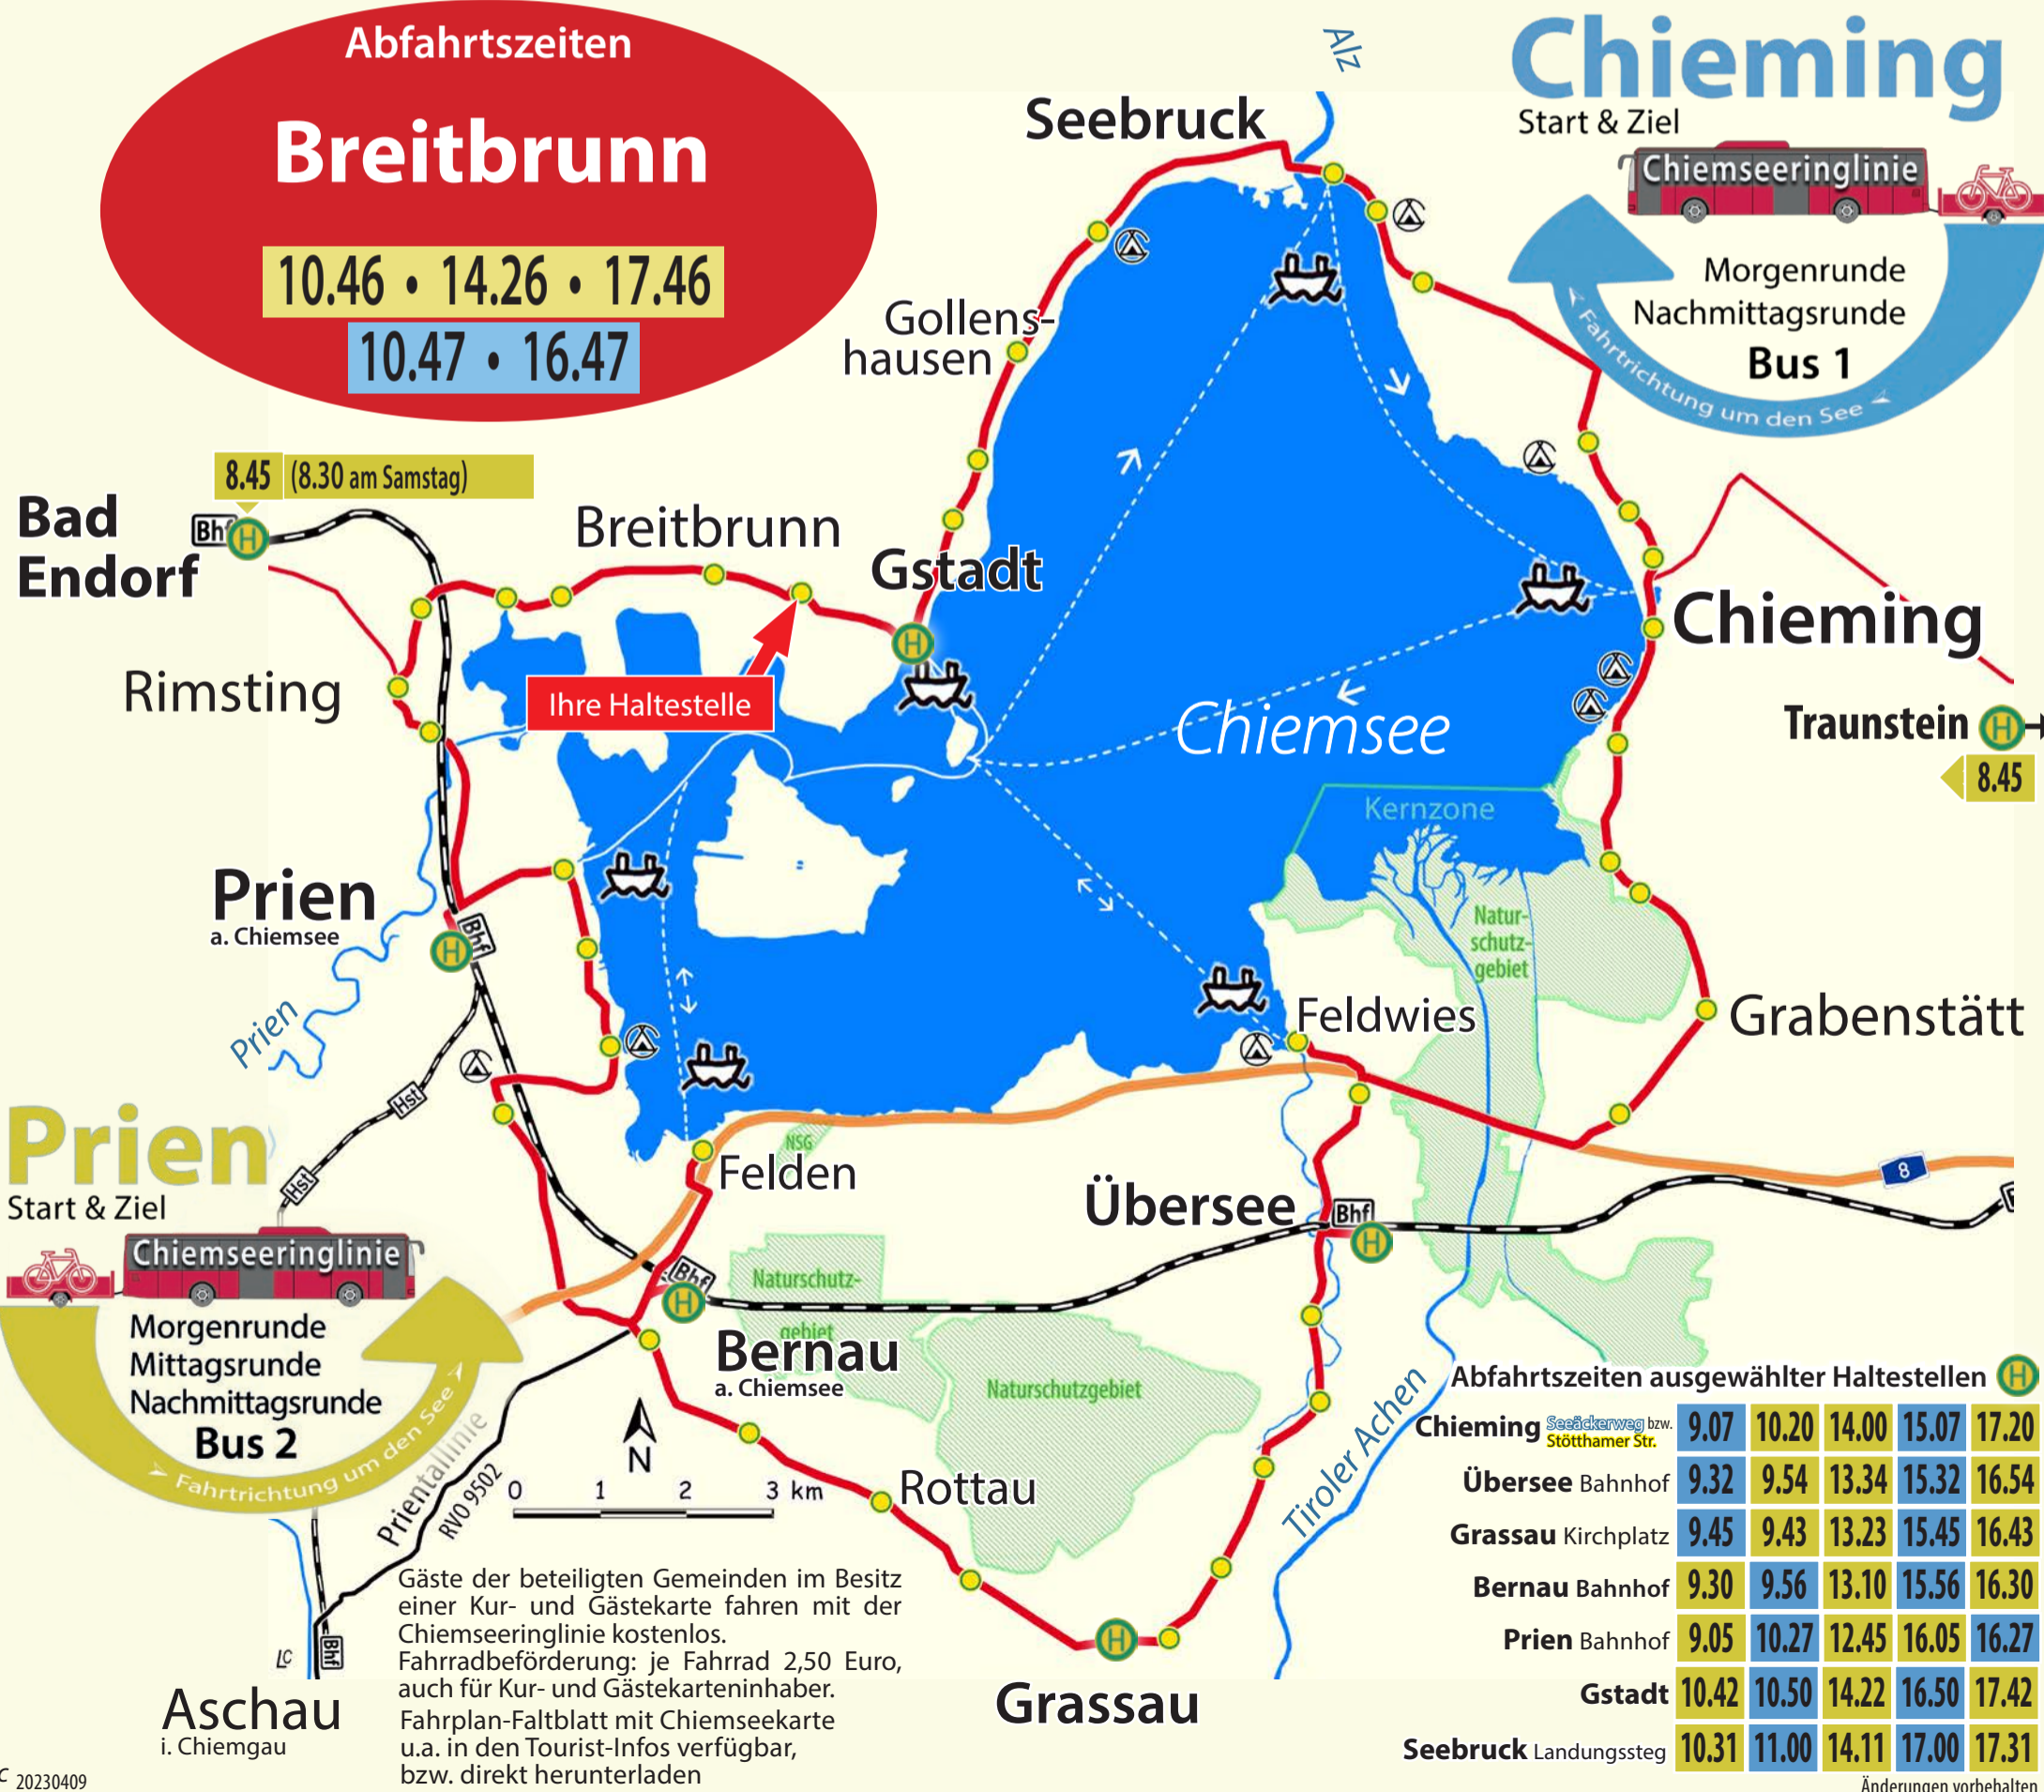 Abfahrtszeiten
Breitbrunn
10.46 • 14.26 • 17.46
10.47 • 16.47
Alz
Chieming
Start & Ziel
Chiemseeringlinie
Morgenrunde
Nachmittagsrunde
Bus 1
Fahrtrichtung um den See
Seebruck
Gollens-
hausen
8.45 (8.30 am Samstag)
Bad
Endorf
Bhf
H
Breitbrunn
Gstadt
H
Chieming
Rimsting
Ihre Haltestelle
Chiemsee
Traunstein H
8.45
Kernzone
Prien
a. Chiemsee
Bhf
H
Natur-
schutz-
gebiet
Prien
Feldwies
Grabenstätt
Hst
Hst
NSG
Felden
8
Übersee
Bhf
H
Prien
Start & Ziel
Chiemseeringlinie
Morgenrunde
Mittagsrunde
Nachmittagsrunde
Bus 2
Fahrtrichtung um den See
Bhf
H
Naturschutz-
gebiet
Bernau
a. Chiemsee
Naturschutzgebiet
N
0 1 2 3 km
Rottau
Tiroler Achen
Prientallinie
RVO 9502
H
Grassau
Bhf
LC
Aschau
i. Chiemgau
Gäste der beteiligten Gemeinden im Besitz
einer Kur- und Gästekarte fahren mit der
Chiemseeringlinie kostenlos.
Fahrradbeförderung: je Fahrrad 2,50 Euro,
auch für Kur- und Gästekarteninhaber.
Fahrplan-Faltblatt mit Chiemseekarte
u.a. in den Tourist-Infos verfügbar,
bzw. direkt herunterladen
Abfahrtszeiten ausgewählter Haltestellen H
Chieming Seeäckerweg bzw. Stötthamer Str. 9.07 10.20 14.00 15.07 17.20
Übersee Bahnhof 9.32 9.54 13.34 15.32 16.54
Grassau Kirchplatz 9.45 9.43 13.23 15.45 16.43
Bernau Bahnhof 9.30 9.56 13.10 15.56 16.30
Prien Bahnhof 9.05 10.27 12.45 16.05 16.27
Gstadt 10.42 10.50 14.22 16.50 17.42
Seebruck Landungssteg 10.31 11.00 14.11 17.00 17.31
Änderungen vorbehalten
20230409